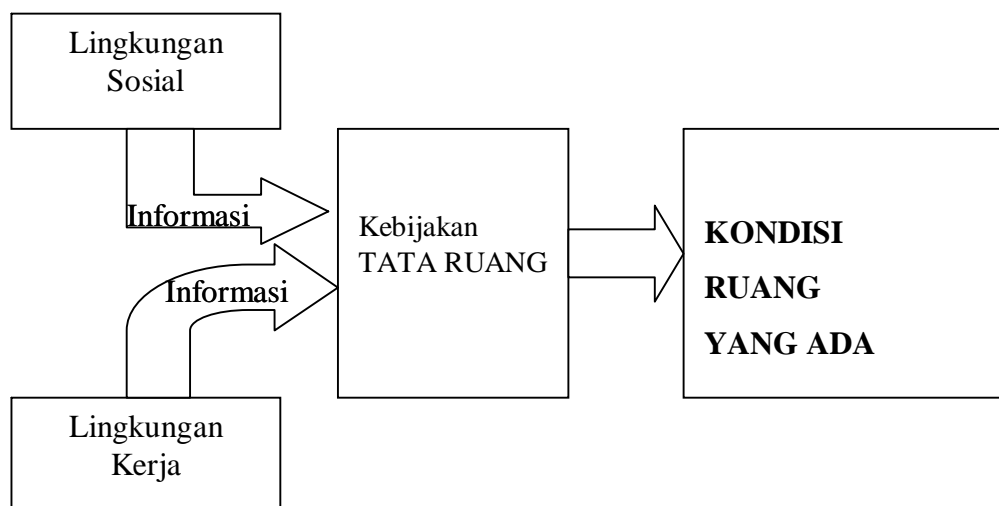 Lingkungan
Sosial
Informasi
Informasi
Lingkungan
Kerja
Kebijakan
TATA RUANG
KONDISI
RUANG
YANG ADA